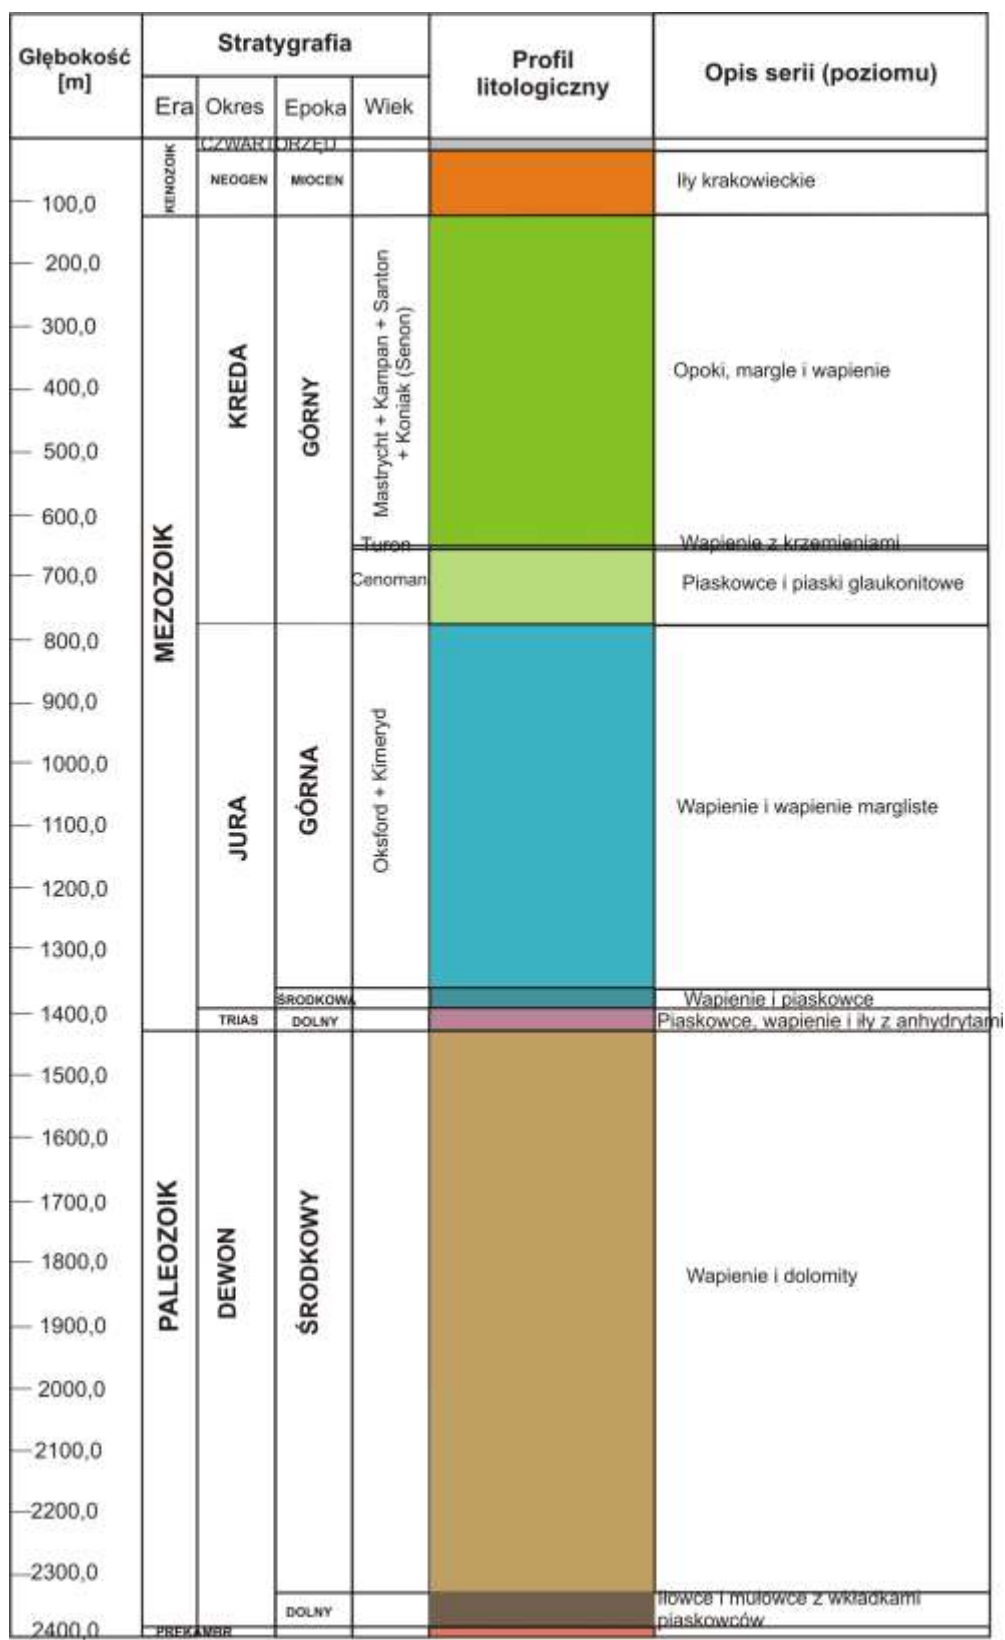 Głębokość
[m]
Stratygrafia
Profil
litologiczny
Opis serii (poziomu)
Era Okres Epoka Wiek
KENOZOIK
CZWARTORZĘD
NEOGEN MIOCEN
Iły krakowieckie
100,0
200,0
300,0
400,0
500,0
600,0
700,0
800,0
900,0
1000,0
1100,0
1200,0
1300,0
1400,0
1500,0
1600,0
1700,0
1800,0
1900,0
2000,0
2100,0
2200,0
2300,0
2400,0
MEZOZOIK
KREDA
GÓRNY
Mastrycht + Kampan + Santon
+ Koniak (Senon)
Opoki, margle i wapienie
Turon
Wapienie z krzemieniami
Cenoman
Piaskowce i piaski glaukonitowe
JURA
GÓRNA
Oksford + Kimeryd
Wapienie i wapienie margliste
ŚRODKOWA
Wapienie i piaskowce
TRIAS DOLNY
Piaskowce, wapienie i iły z anhydrytami
PALEOZOIK
DEWON
ŚRODKOWY
Wapienie i dolomity
DOLNY
Iłowce i mułowce z wkładkami
piaskowców
PREKAMBR